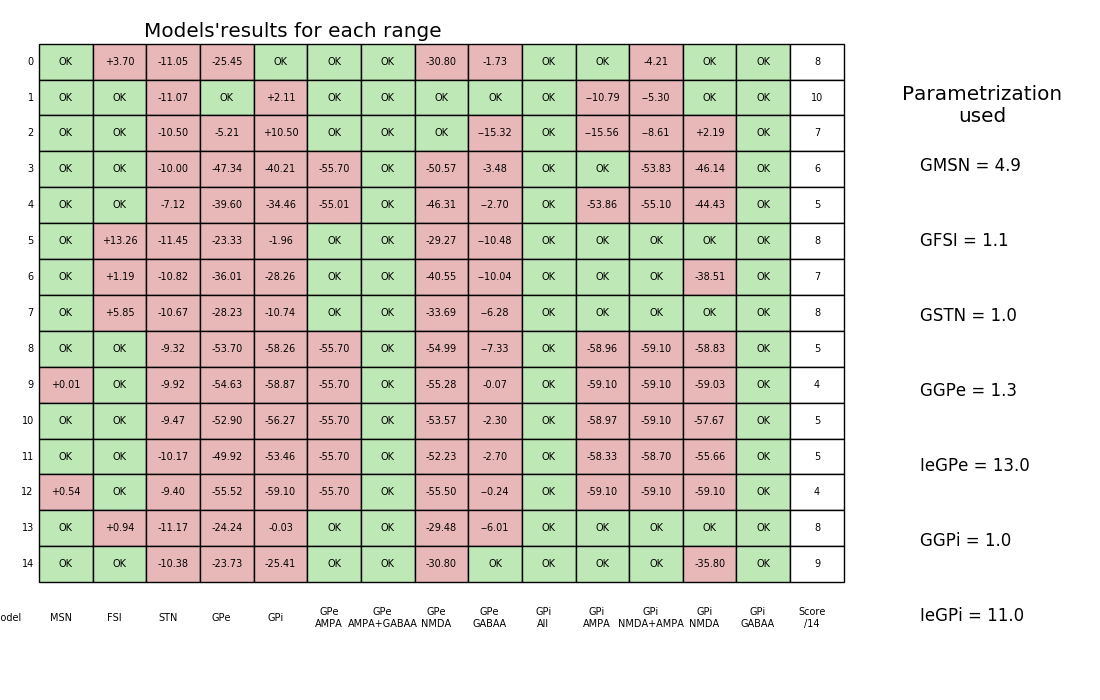 Models'results for each range
0 OK +3.70 -11.05 -25.45 OK OK OK -30.80 -1.73 OK OK -4.21 OK OK 8
1 OK OK -11.07 OK +2.11 OK OK OK OK OK --10.79 --5.30 OK OK 10
2 OK OK -10.50 -5.21 +10.50 OK OK OK --15.32 OK --15.56 --8.61 +2.19 OK 7
3 OK OK -10.00 -47.34 -40.21 -55.70 OK -50.57 -3.48 OK OK -53.83 -46.14 OK 6
4 OK OK -7.12 -39.60 -34.46 -55.01 OK -46.31 --2.70 OK -53.86 -55.10 -44.43 OK 5
5 OK +13.26 -11.45 -23.33 -1.96 OK OK -29.27 --10.48 OK OK OK OK OK 8
6 OK +1.19 -10.82 -36.01 -28.26 OK OK -40.55 --10.04 OK OK OK -38.51 OK 7
7 OK +5.85 -10.67 -28.23 -10.74 OK OK -33.69 --6.28 OK OK OK OK OK 8
8 OK OK -9.32 -53.70 -58.26 -55.70 OK -54.99 --7.33 OK -58.96 -59.10 -58.83 OK 5
9 +0.01 OK -9.92 -54.63 -58.87 -55.70 OK -55.28 -0.07 OK -59.10 -59.10 -59.03 OK 4
10 OK OK -9.47 -52.90 -56.27 -55.70 OK -53.57 -2.30 OK -58.97 -59.10 -57.67 OK 5
11 OK OK -10.17 -49.92 -53.46 -55.70 OK -52.23 -2.70 OK -58.33 -58.70 -55.66 OK 5
12 +0.54 OK -9.40 -55.52 -59.10 -55.70 OK -55.50 --0.24 OK -59.10 -59.10 -59.10 OK 4
13 OK +0.94 -11.17 -24.24 -0.03 OK OK -29.48 --6.01 OK OK OK OK OK 8
14 OK OK -10.38 -23.73 -25.41 OK OK -30.80 OK OK OK OK -35.80 OK 9
odel MSN FSI STN GPe GPi GPe AMPA GPe AMPA+GABAA GPe NMDA GPe GABAA GPi All GPi AMPA GPi NMDA+AMPA GPi NMDA GPi GABAA Score /14
Parametrization
used
GMSN = 4.9
GFSI = 1.1
GSTN = 1.0
GGPe = 1.3
IeGPe = 13.0
GGPi = 1.0
IeGPi = 11.0